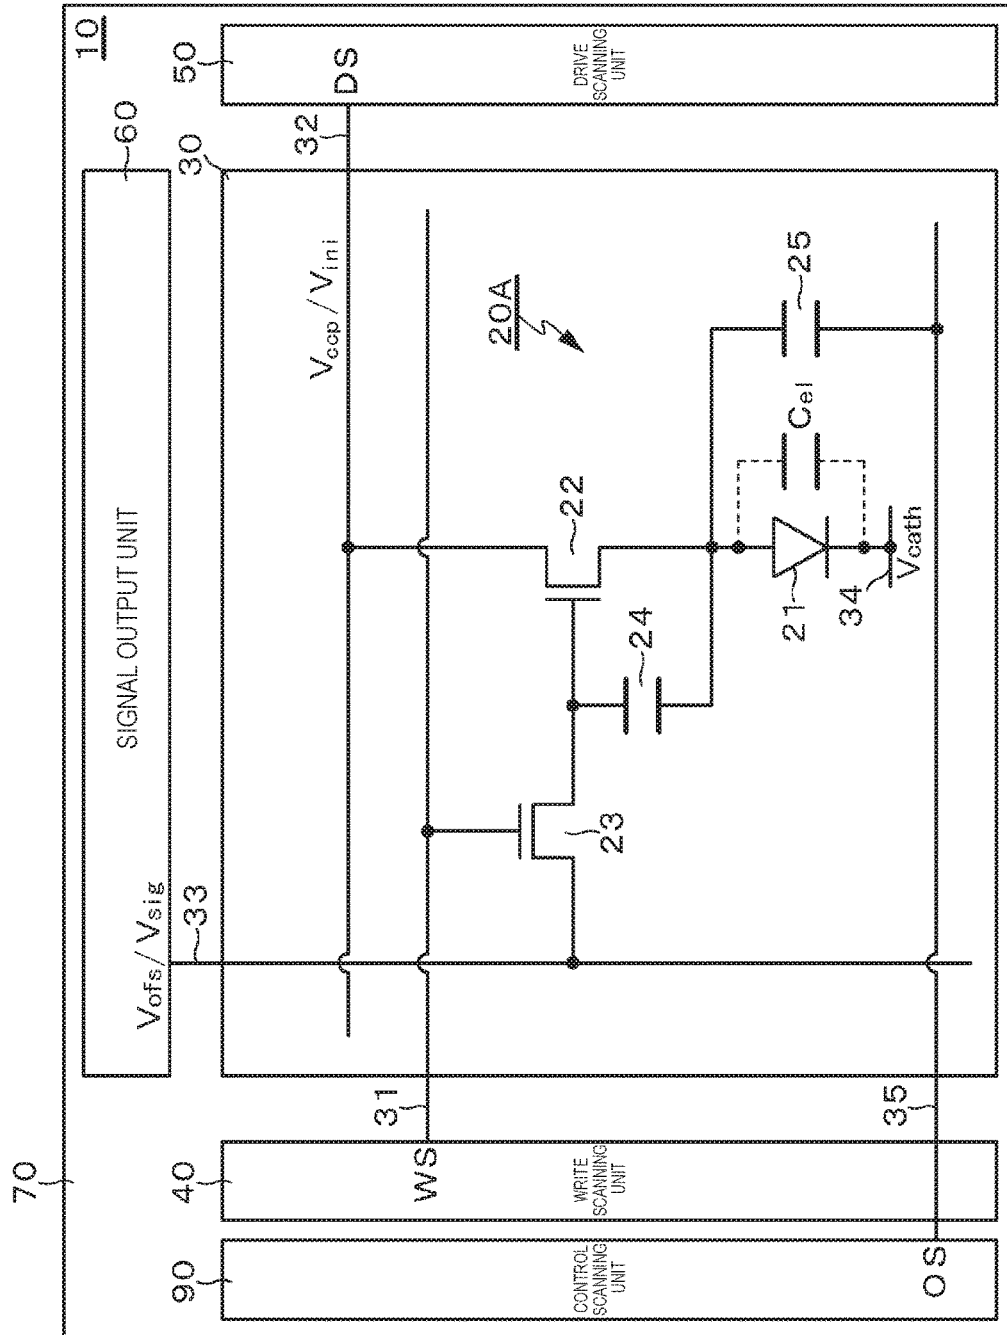 10
70
60
SIGNAL OUTPUT UNIT
Vofs/Vsig
33
30
50
DS
DRIVE
SCANNING
UNIT
32
Vccp/Vini
20A
25
Cel
22
24
23
21
34
Vcath
31
35
40
WS
WRITE
SCANNING
UNIT
90
CONTROL
SCANNING
UNIT
OS